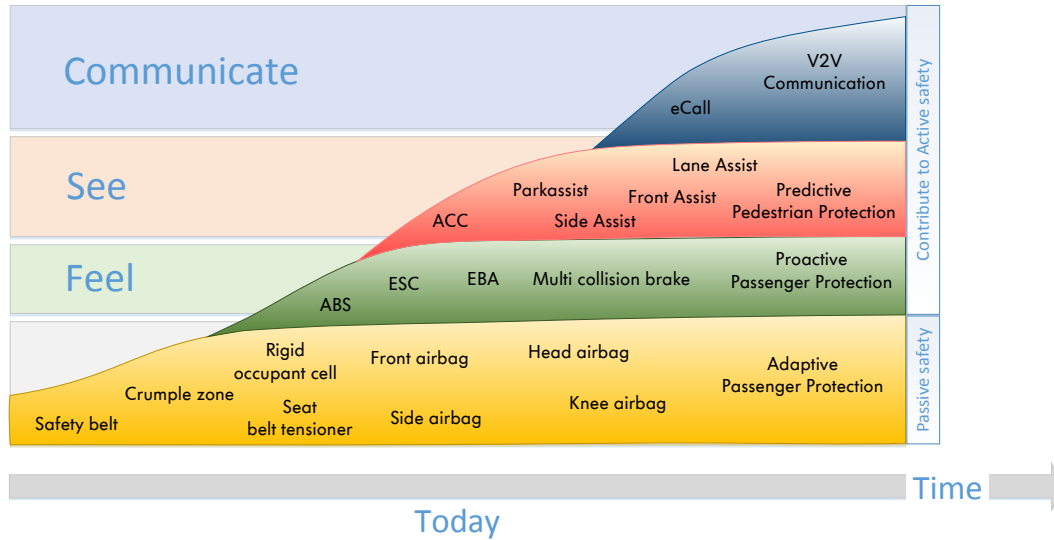 Communicate
V2V
Communication
eCall
See
Lane Assist
Parkassist
Front Assist
Predictive
Pedestrian Protection
ACC
Side Assist
Feel
ABS
ESC
EBA
Multi collision brake
Proactive
Passenger Protection
Contribute to Active safety
Safety belt
Crumple zone
Rigid
occupant cell
Seat
belt tensioner
Front airbag
Side airbag
Head airbag
Knee airbag
Adaptive
Passenger Protection
Passive safety
Time
Today